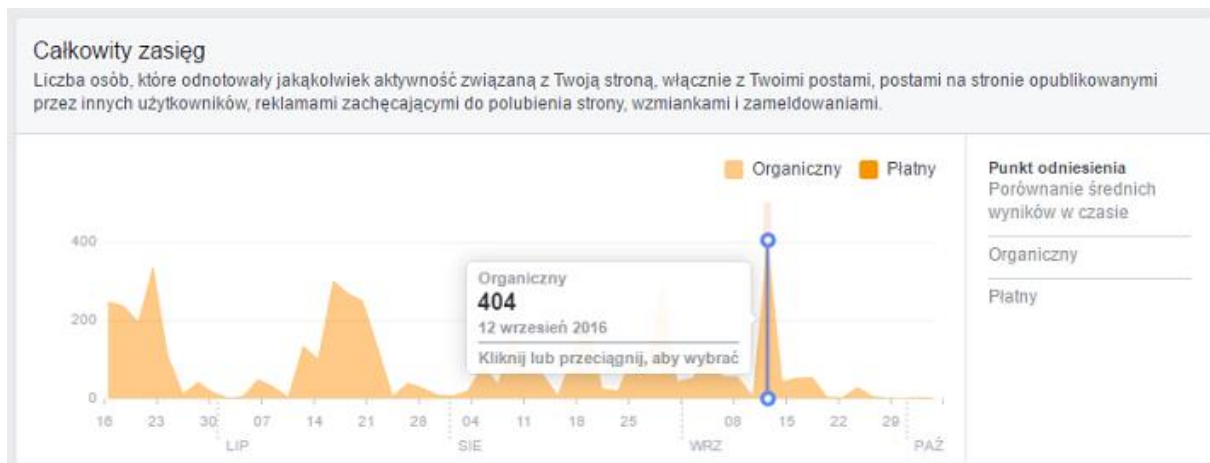 Całkowity zasięg
Liczba osób, które odnotowały jakąkolwiek aktywność związaną z Twoją stroną, włącznie z Twoimi postami, postami na stronie opublikowanymi
przez innych użytkowników, reklamami zachęcającymi do polubienia strony, wzmiankami i zameldowaniami.
Organiczny Płatny
Punkt odniesienia
Porównanie średnich
wyników w czasie
Organiczny
Płatny
400
200
0
Organiczny
404
12 wrzesień 2016
Kliknij lub przeciągnij, aby wybrać
16 23 30 07 14 21 28 04 11 18 25 08 15 22 29
LIP SIE WRZ PAŹ